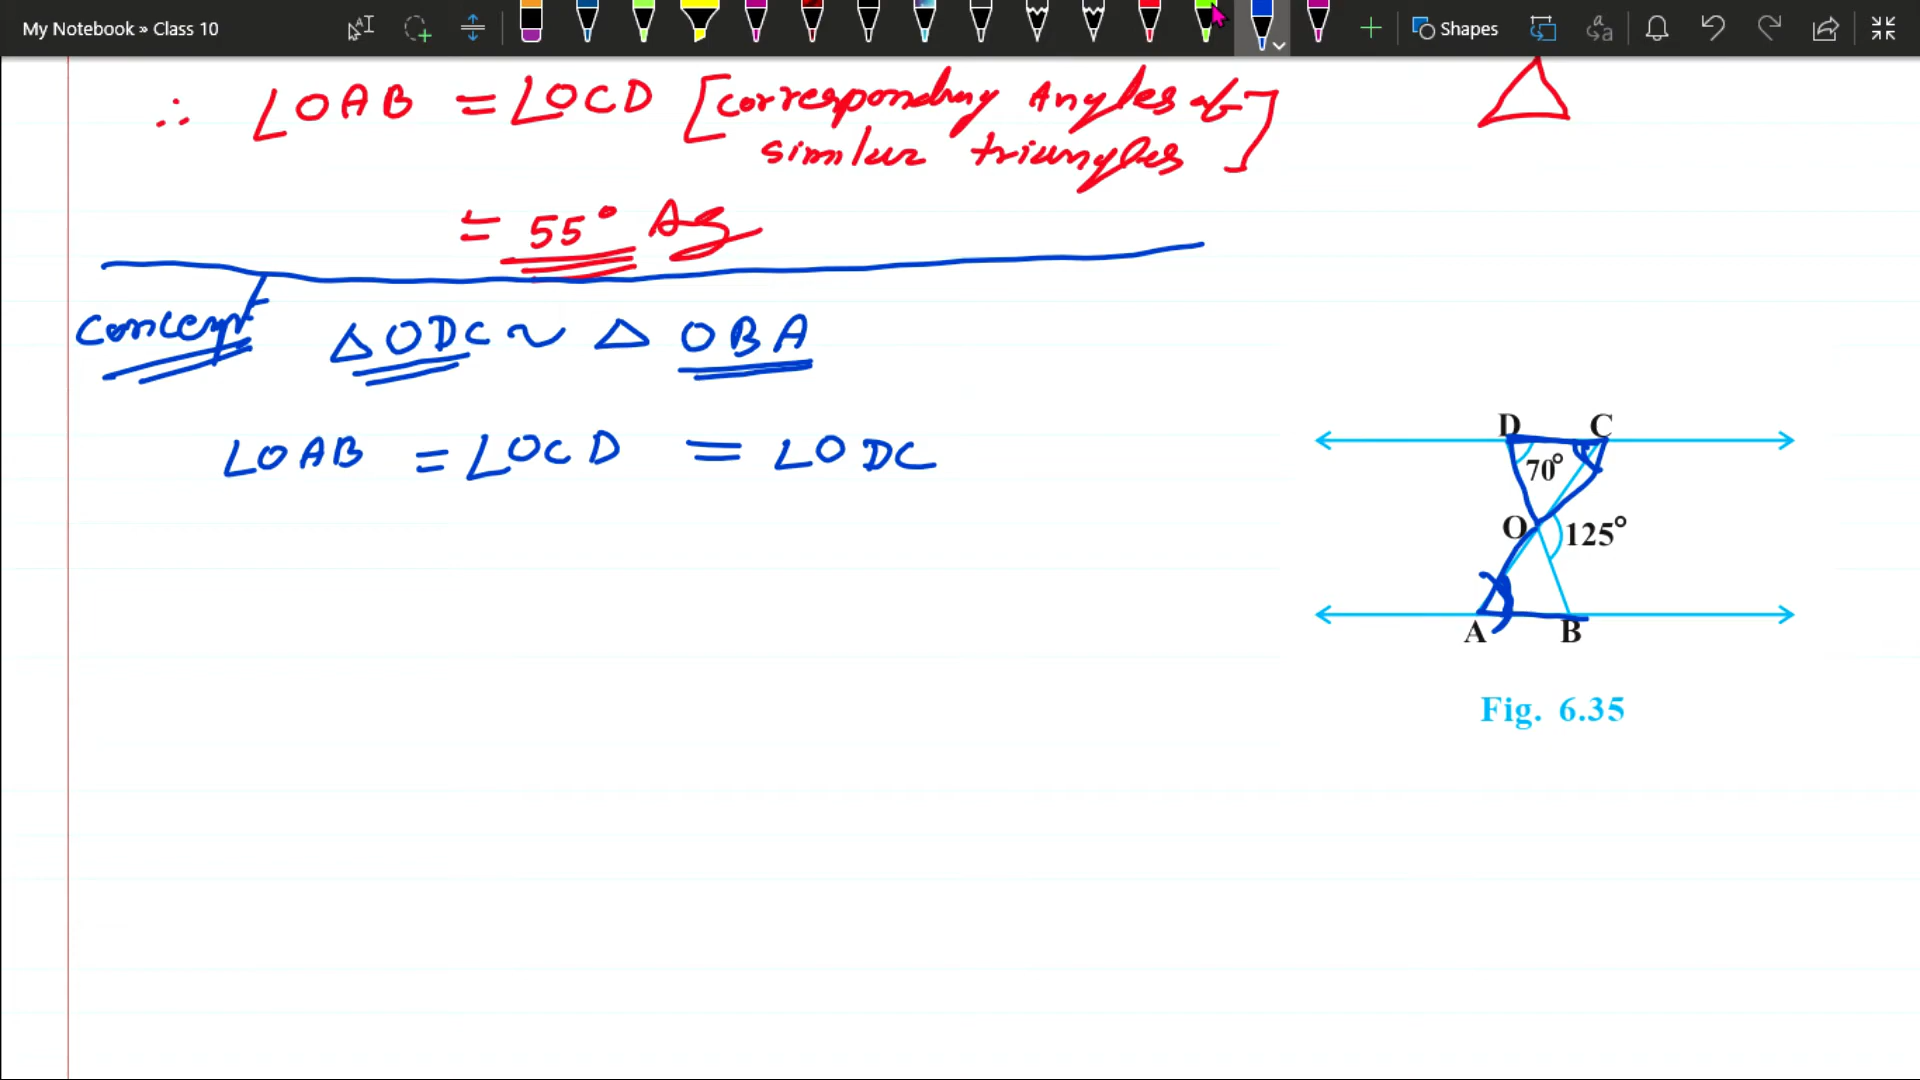 My Notebook » Class 10
Shapes
∴ ∠OAB = ∠OCD [Corresponding Angles of
similar triangles]
= 55° Ans
Concept ΔODC ~ Δ OBA
∠OAB = ∠OCD = ∠ODC
D C
70°
O 125°
A B
Fig. 6.35